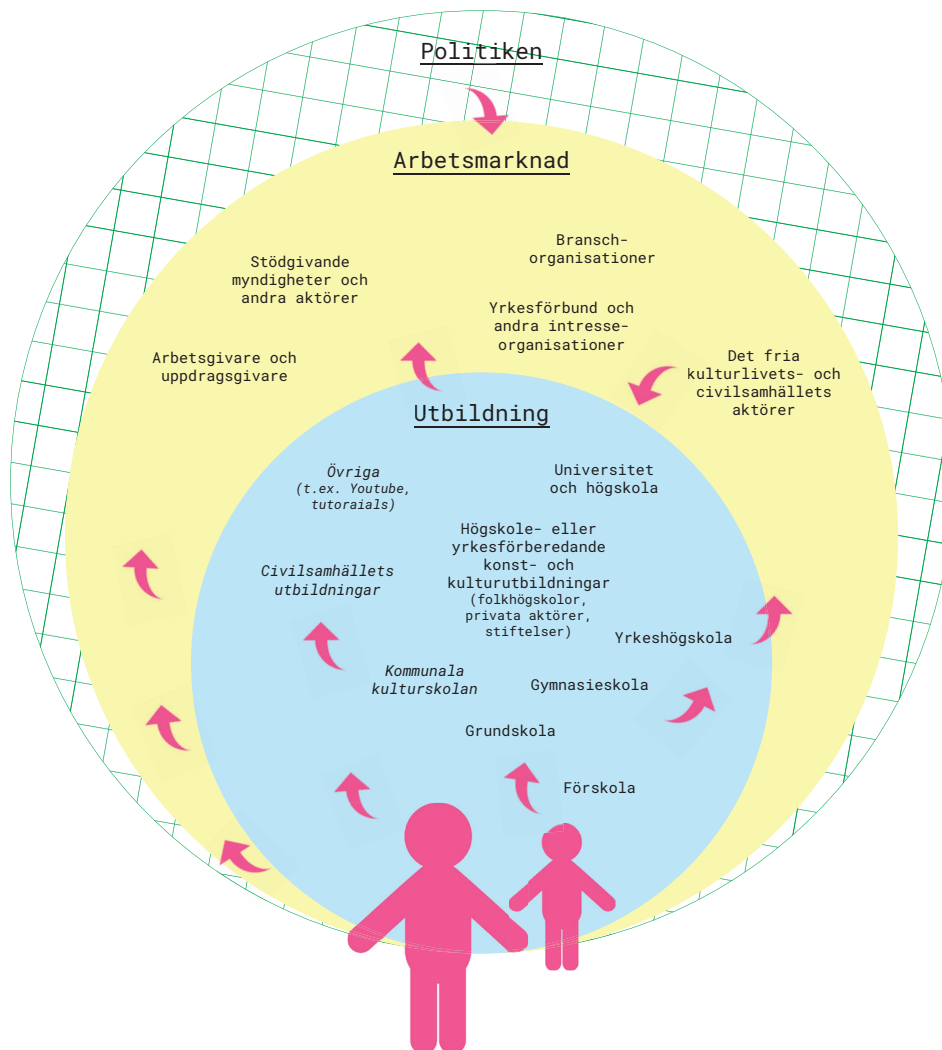 Politiken
Arbetsmarknad
Bransch-
organisationer
Stödgivande
myndigheter och
andra aktörer
Yrkesförbund och
andra intresse-
organisationer
Arbetsgivare och
uppdragsgivare
Det fria
kulturlivets- och
civilsamhällets
aktörer
Utbildning
Övriga
(t.ex. Youtube,
tutoraials)
Universitet
och högskola
Högskole- eller
yrkesförberedande
konst- och
kulturutbildningar
(folkhögskolor,
privata aktörer,
stiftelser)
Civilsamhällets
utbildningar
Yrkeshögskola
Kommunala
kulturskolan
Gymnasieskola
Grundskola
Förskola